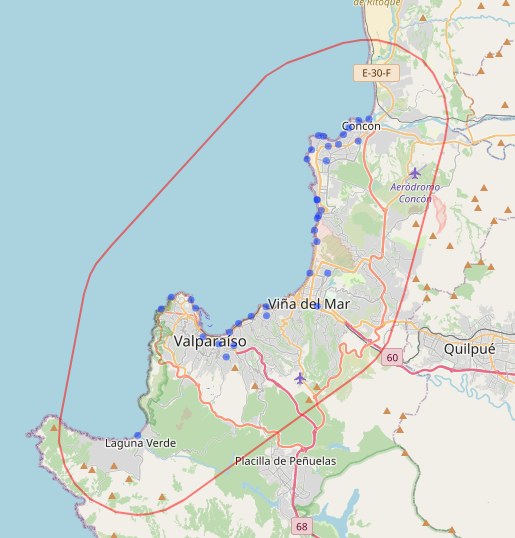 de Ritoque
E-30-F
Concón
Aeródromo
Concón
Viña del Mar
Valparaíso
60
Quilpué
Laguna Verde
Placilla de Peñuelas
68